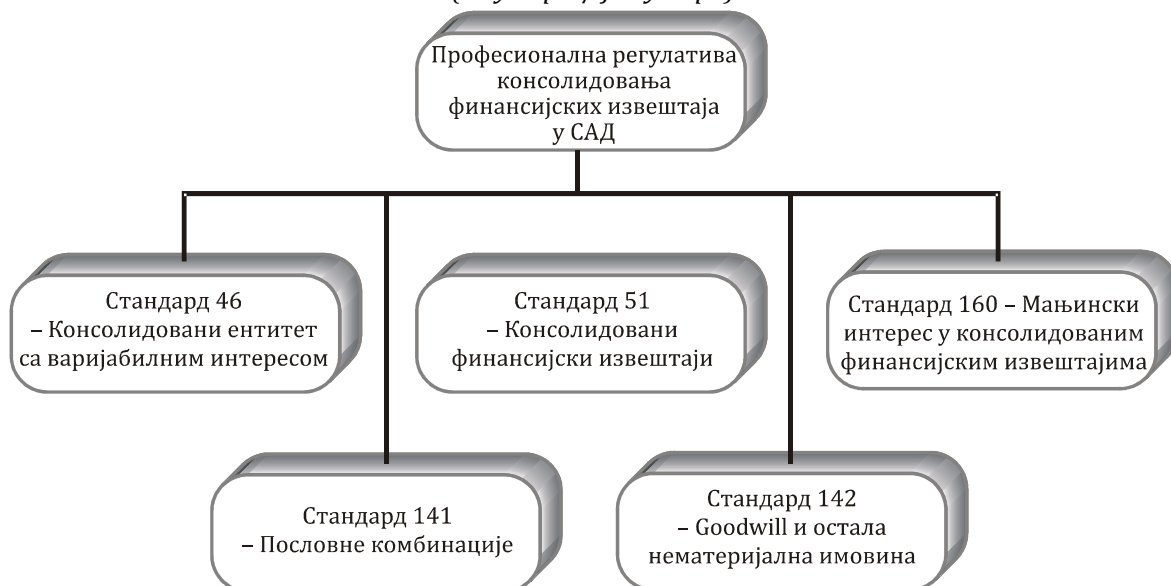 Професионална регулатива
консолидовања
финансијских извештаја
у САД
Стандард 46
– Консолидовани ентитет
са варијабилним интересом
Стандард 51
– Консолидовани
финансијски извештаји
Стандард 160 – Мањински
интерес у консолидованим
финансијским извештајима
Стандард 141
– Пословне комбинације
Стандард 142
– Goodwill и остала
нематеријална имовина